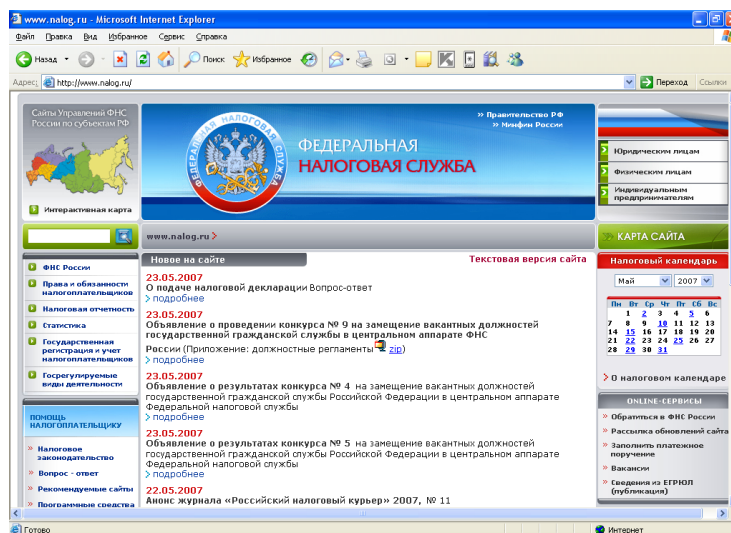 www.nalog.ru - Microsoft Internet Explorer
Файл Правка Вид Избранное Сервис Справка
Назад Поиск Избранное
Адрес: http://www.nalog.ru/ Переход Ссылки
Сайты Управлений ФНС
России по субъектам РФ
Интерактивная карта
ФЕДЕРАЛЬНАЯ НАЛОГОВАЯ СЛУЖБА
» Правительство РФ
» Минфин России
ФЕДЕРАЛЬНАЯ
НАЛОГОВАЯ СЛУЖБА
Юридическим лицам
Физическим лицам
Индивидуальным
предпринимателям
www.nalog.ru
КАРТА САЙТА
ФНС России
Права и обязанности
налогоплательщиков
Налоговая отчетность
Статистика
Государственная
регистрация и учет
налогоплательщиков
Госрегулируемые
виды деятельности
ПОМОЩЬ
НАЛОГОПЛАТЕЛЬЩИКУ
» Налоговое
законодательство
» Вопрос - ответ
» Рекомендуемые сайты
» Программные средства
Новое на сайте
Текстовая версия сайта
23.05.2007
О подаче налоговой декларации Вопрос-ответ
подробнее
23.05.2007
Объявление о проведении конкурса № 9 на замещение вакантных должностей
государственной гражданской службы в центральном аппарате ФНС
России (Приложение: должностные регламенты zip)
подробнее
23.05.2007
Объявление о результатах конкурса № 4 на замещение вакантных должностей
государственной гражданской службы Российской Федерации в центральном аппарате
Федеральной налоговой службы
подробнее
23.05.2007
Объявление о результатах конкурса № 5 на замещение вакантных должностей
государственной гражданской службы Российской Федерации в центральном аппарате
Федеральной налоговой службы
подробнее
22.05.2007
Анонс журнала «Российский налоговый курьер» 2007, № 11
Налоговый календарь
Май 2007
Пн Вт Ср Чт Пт Сб Вс
1 2 3 4 5 6
7 8 9 10 11 12 13
14 15 16 17 18 19 20
21 22 23 24 25 26 27
28 29 30 31
О налоговом календаре
ONLINE-СЕРВИСЫ
» Обратиться в ФНС России
» Рассылка обновлений сайта
» Заполнить платежное
поручение
» Вакансии
» Сведения из ЕГРЮЛ
(публикация)
Готово
Интернет